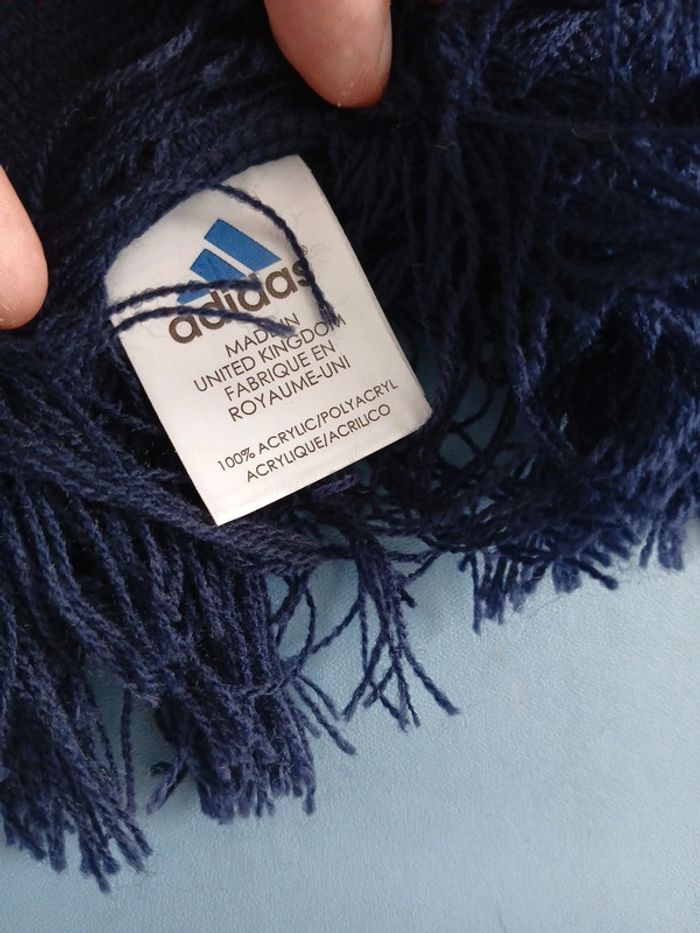 adidas®
MADE IN
UNITED KINGDOM
FABRIQUE EN
ROYAUME-UNI
100% ACRYLIC/POLYACRYL
ACRYLIQUE/ACRILICO